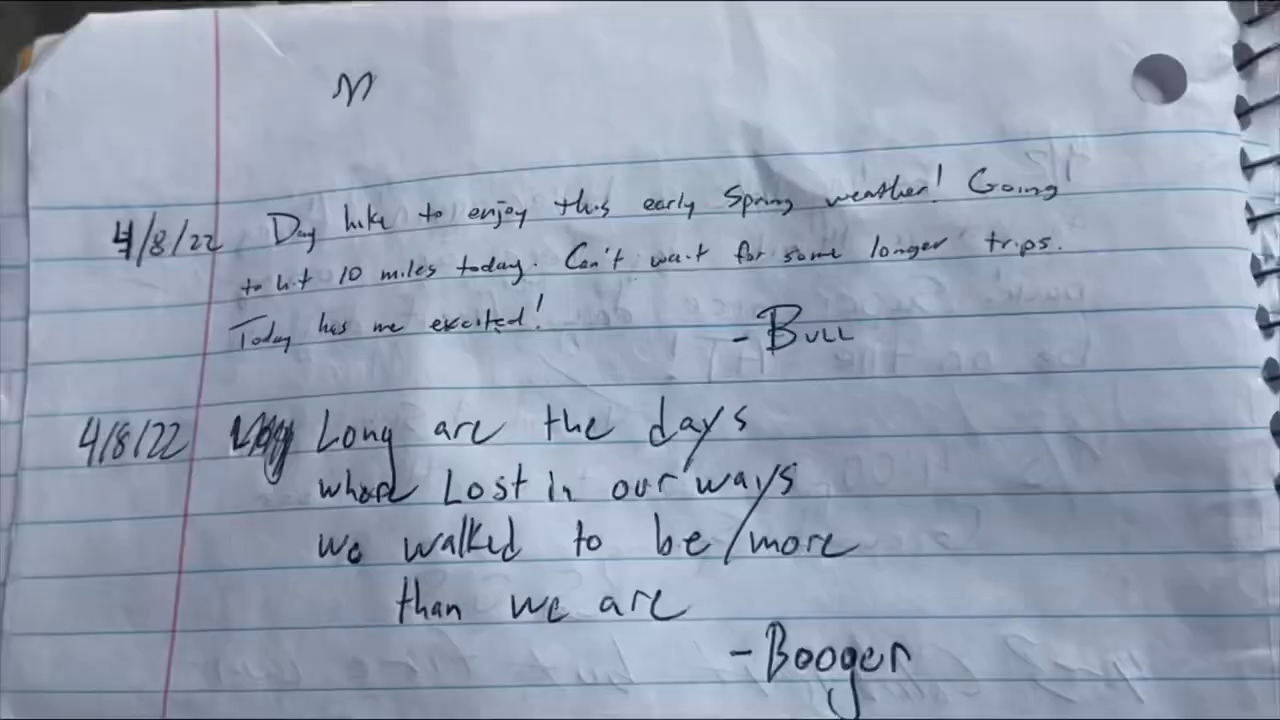 4/8/22 Day hike to enjoy this early Spring weather! Going
to hit 10 miles today. Can't wait for some longer trips.
Today has me excited!
- BULL
4/8/22 Long are the days
where Lost in our ways
we walked to be/more
than we are
- Booger